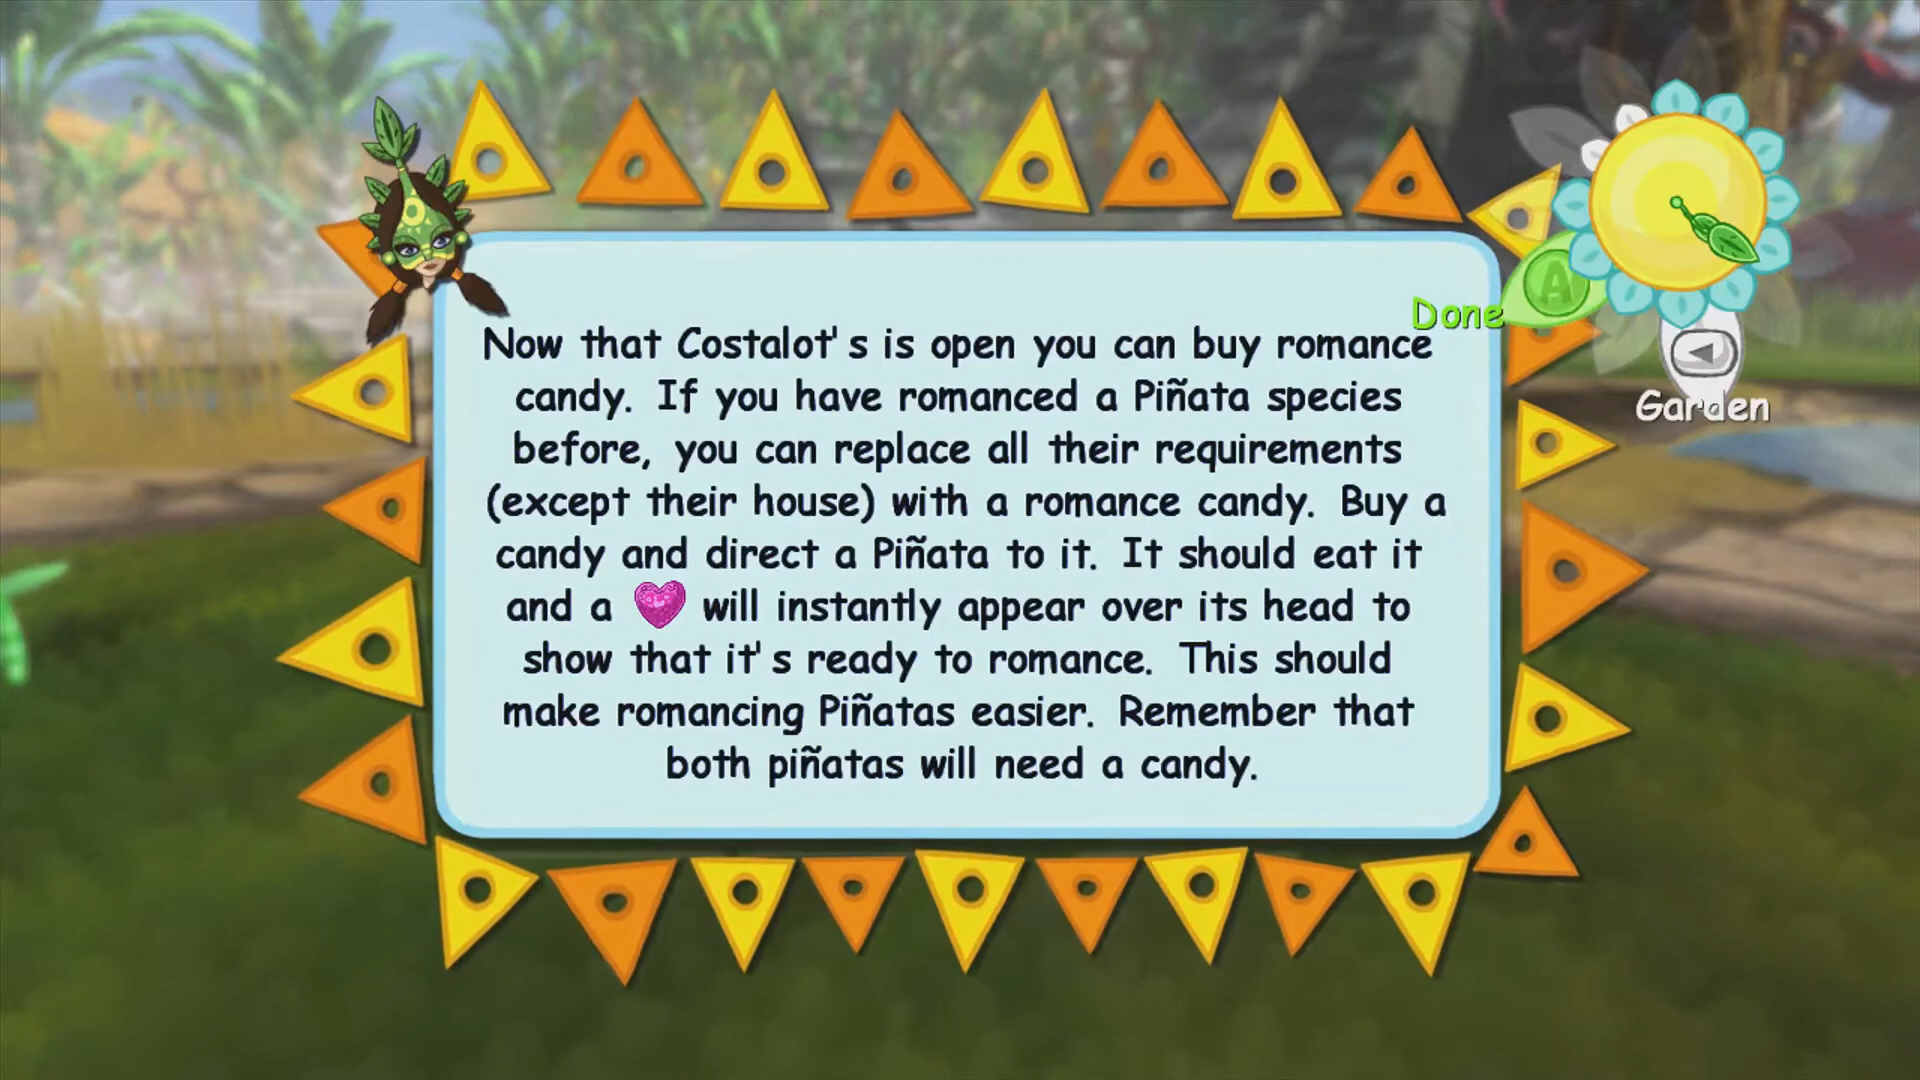 Now that Costalot's is open you can buy romance
candy. If you have romanced a Piñata species
before, you can replace all their requirements
(except their house) with a romance candy. Buy a
candy and direct a Piñata to it. It should eat it
and a will instantly appear over its head to
show that it's ready to romance. This should
make romancing Piñatas easier. Remember that
both piñatas will need a candy.
Done
A
Garden